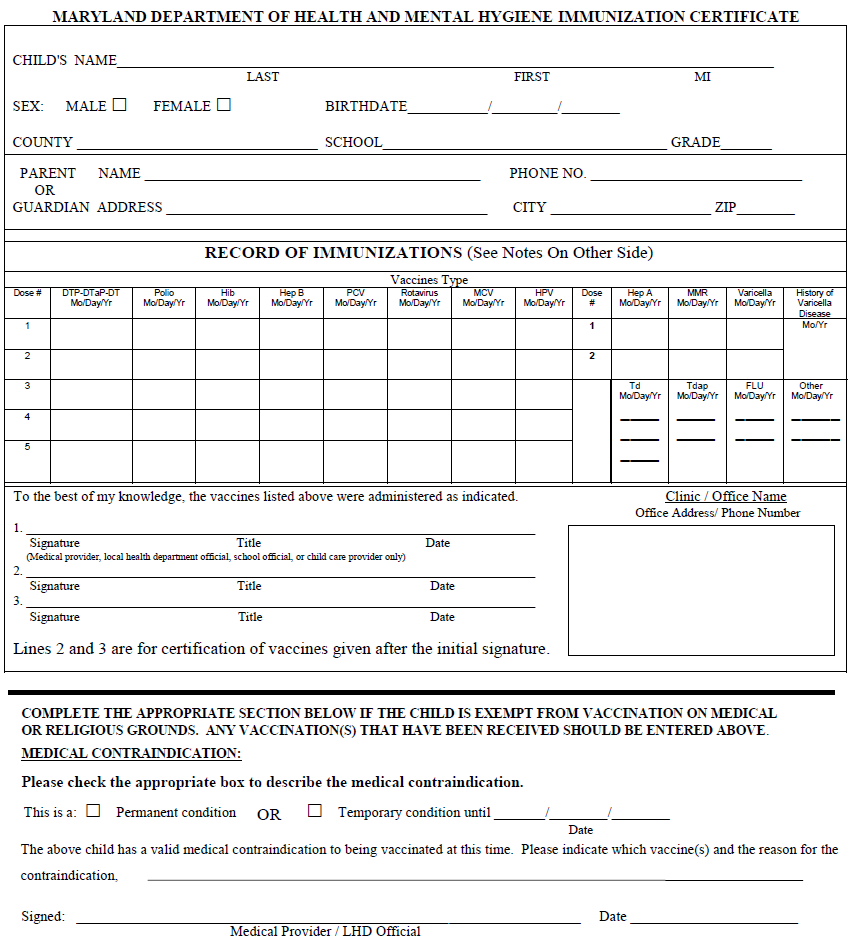 MARYLAND DEPARTMENT OF HEALTH AND MENTAL HYGIENE IMMUNIZATION CERTIFICATE
CHILD'S NAME
LAST FIRST MI
SEX: MALE ☐ FEMALE ☐ BIRTHDATE / /
COUNTY SCHOOL GRADE
PARENT NAME PHONE NO.
OR
GUARDIAN ADDRESS CITY ZIP
RECORD OF IMMUNIZATIONS (See Notes On Other Side)
Vaccines Type
Dose # DTP-DTaP-DT Polio Hib Hep B PCV Rotavirus MCV HPV Dose Hep A MMR Varicella History of
Mo/Day/Yr Mo/Day/Yr Mo/Day/Yr Mo/Day/Yr Mo/Day/Yr Mo/Day/Yr Mo/Day/Yr Mo/Day/Yr # Mo/Day/Yr Mo/Day/Yr Mo/Day/Yr Varicella
Disease
1 1 Mo/Yr
2 2
3 Td Tdap FLU Other
Mo/Day/Yr Mo/Day/Yr Mo/Day/Yr Mo/Day/Yr
4
5
To the best of my knowledge, the vaccines listed above were administered as indicated. Clinic / Office Name
Office Address/ Phone Number
1.
Signature Title Date
(Medical provider, local health department official, school official, or child care provider only)
2.
Signature Title Date
3.
Signature Title Date
Lines 2 and 3 are for certification of vaccines given after the initial signature.
COMPLETE THE APPROPRIATE SECTION BELOW IF THE CHILD IS EXEMPT FROM VACCINATION ON MEDICAL
OR RELIGIOUS GROUNDS. ANY VACCINATION(S) THAT HAVE BEEN RECEIVED SHOULD BE ENTERED ABOVE.
MEDICAL CONTRAINDICATION:
Please check the appropriate box to describe the medical contraindication.
This is a: ☐ Permanent condition OR ☐ Temporary condition until / /
Date
The above child has a valid medical contraindication to being vaccinated at this time. Please indicate which vaccine(s) and the reason for the
contraindication,
Signed: Date
Medical Provider / LHD Official